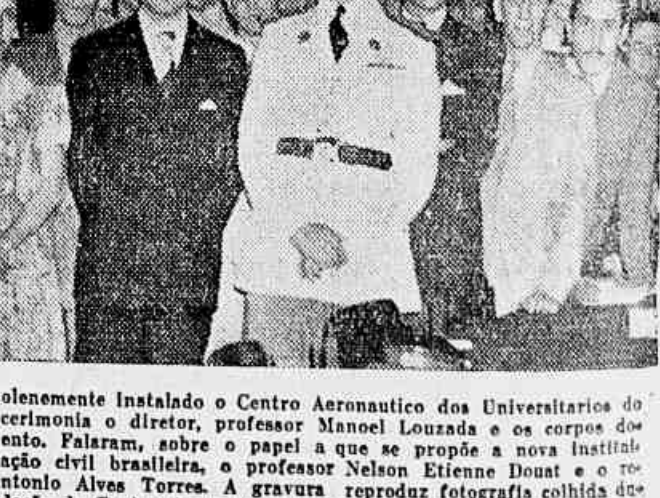 olenemente instalado o Centro Aeronautico dos Universitarios do
cerimonia o diretor, professor Manoel Louzada e os corpos do-
ento. Falaram, sobre o papel a que se propõe a nova institui-
ação civil brasileira, o professor Nelson Etienne Douat e o re-
ntonio Alves Torres. A gravura reproduz fotografia colhida du-